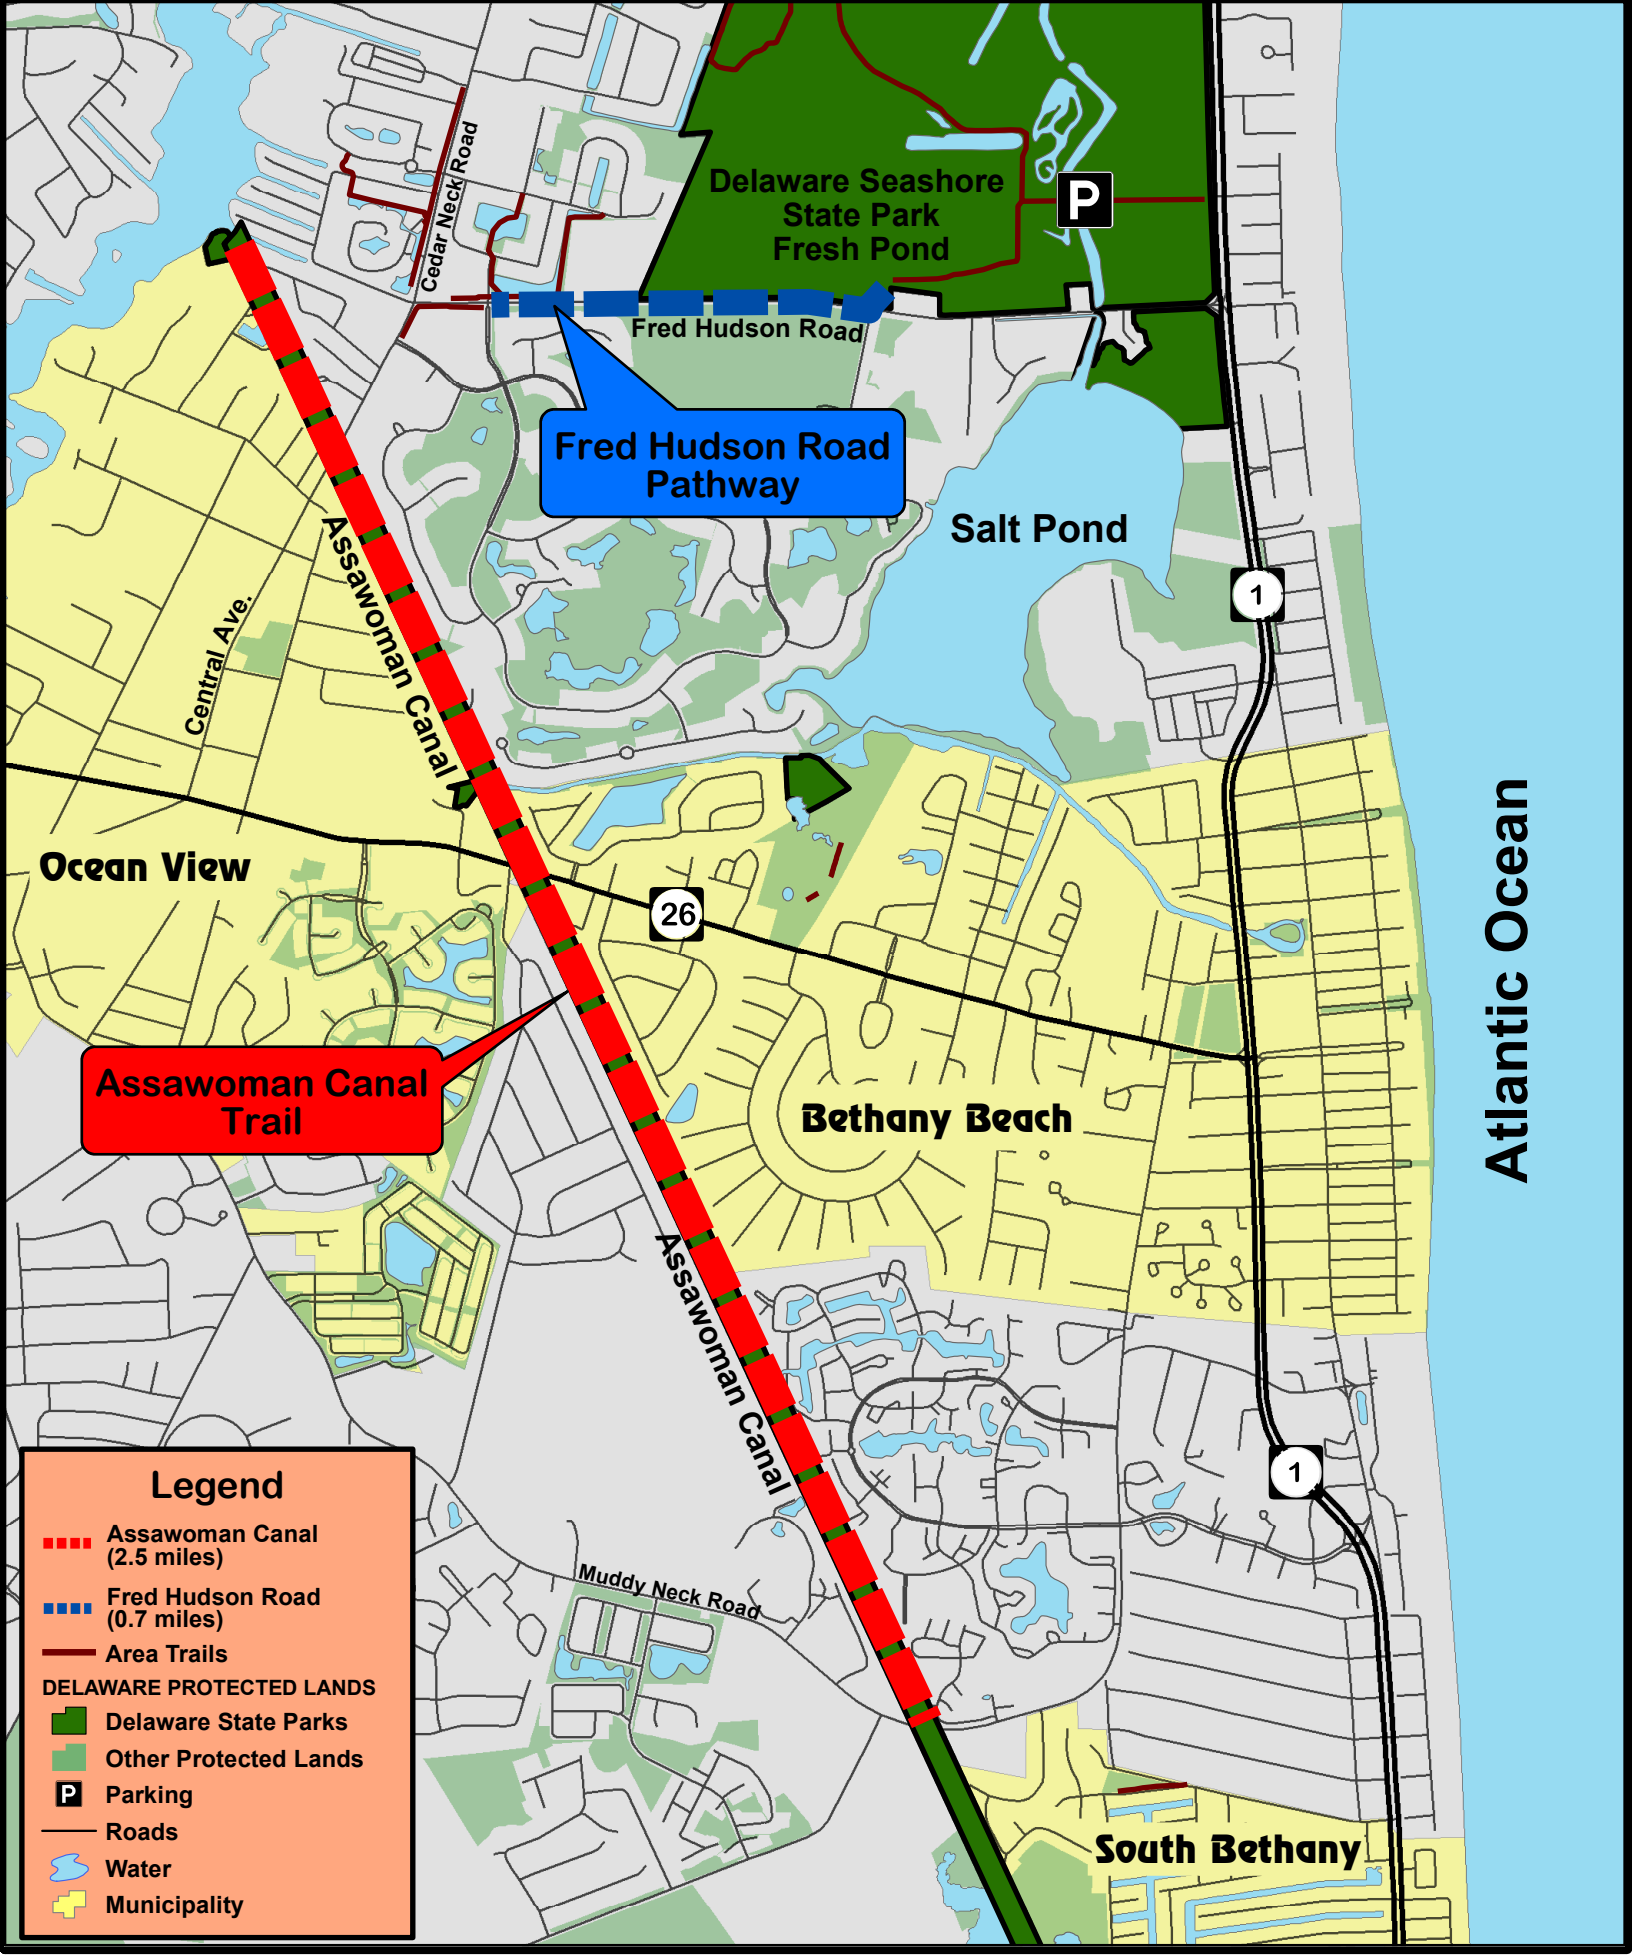 Cedar Neck Road
Delaware Seashore
State Park
Fresh Pond
P
Fred Hudson Road
Fred Hudson Road
Pathway
Salt Pond
1
Assawoman Canal
Central Ave.
Ocean View
26
Atlantic Ocean
Assawoman Canal
Trail
Bethany Beach
Assawoman Canal
1
Muddy Neck Road
South Bethany
Legend
Assawoman Canal
(2.5 miles)
Fred Hudson Road
(0.7 miles)
Area Trails
DELAWARE PROTECTED LANDS
Delaware State Parks
Other Protected Lands
P Parking
Roads
Water
Municipality